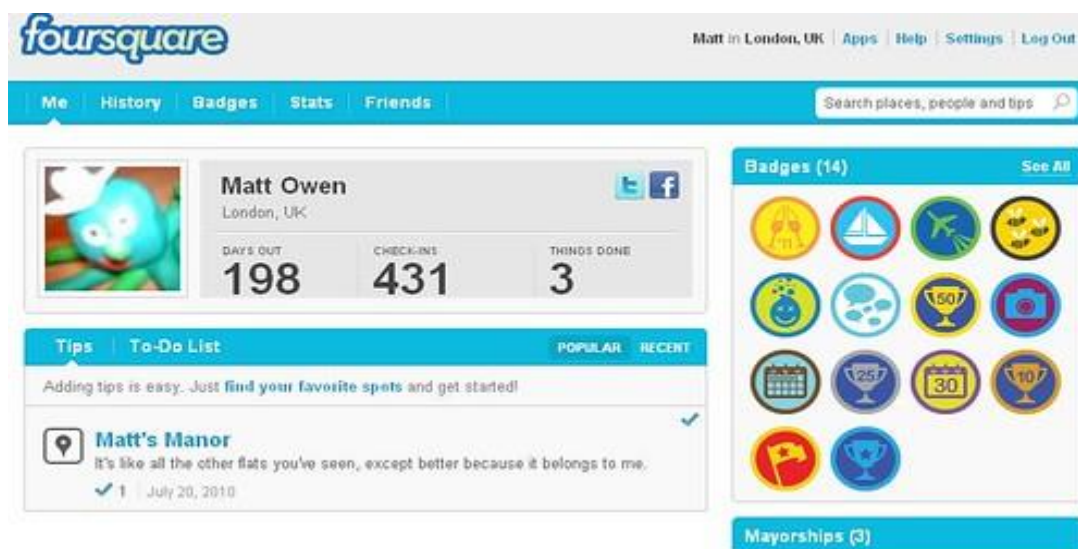 foursquare
Matt in London, UK Apps Help Settings Log Out
Me History Badges Stats Friends
Search places, people and tips
Matt Owen
London, UK
DAYS OUT CHECK-INS THINGS DONE
198 431 3
Badges (14) See All
'11
50
25 30 10
Tips To-Do List POPULAR RECENT
Adding tips is easy. Just find your favorite spots and get started!
Matt's Manor
It's like all the other flats you've seen, except better because it belongs to me.
1 July 20, 2010
Mayorships (3)